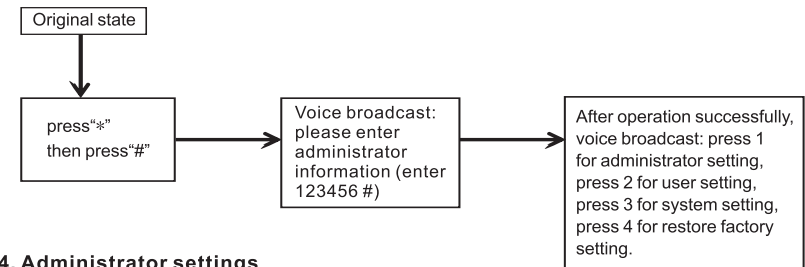 Original state
press“*”
then press“#”
Voice broadcast:
please enter
administrator
information (enter
123456 #)
After operation successfully,
voice broadcast: press 1
for administrator setting,
press 2 for user setting,
press 3 for system setting,
press 4 for restore factory
setting.
4. Administrator settings